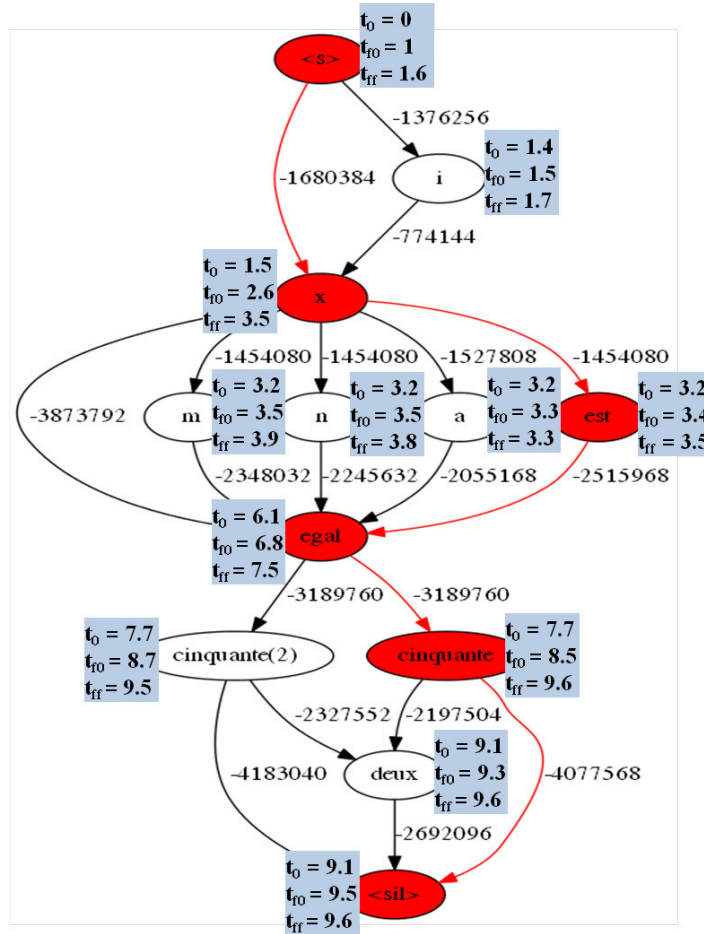 <s>
t0 = 0
tf0 = 1
tff = 1.6
-1376256
-1680384
i
t0 = 1.4
tf0 = 1.5
tff = 1.7
-774144
t0 = 1.5
tf0 = 2.6
tff = 3.5
x
-1454080
-1454080
-1527808
-1454080
-3873792
m
t0 = 3.2
tf0 = 3.5
tff = 3.9
n
t0 = 3.2
tf0 = 3.5
tff = 3.8
a
t0 = 3.2
tf0 = 3.3
tff = 3.3
est
t0 = 3.2
tf0 = 3.4
tff = 3.5
-2348032
-2245632
-2055168
-2515968
t0 = 6.1
tf0 = 6.8
tff = 7.5
egal
-3189760
-3189760
t0 = 7.7
tf0 = 8.7
tff = 9.5
cinquante(2)
cinquante
t0 = 7.7
tf0 = 8.5
tff = 9.6
-2327552
-2197504
-4183040
deux
t0 = 9.1
tf0 = 9.3
tff = 9.6
-4077568
-2692096
t0 = 9.1
tf0 = 9.5
tff = 9.6
<sil>